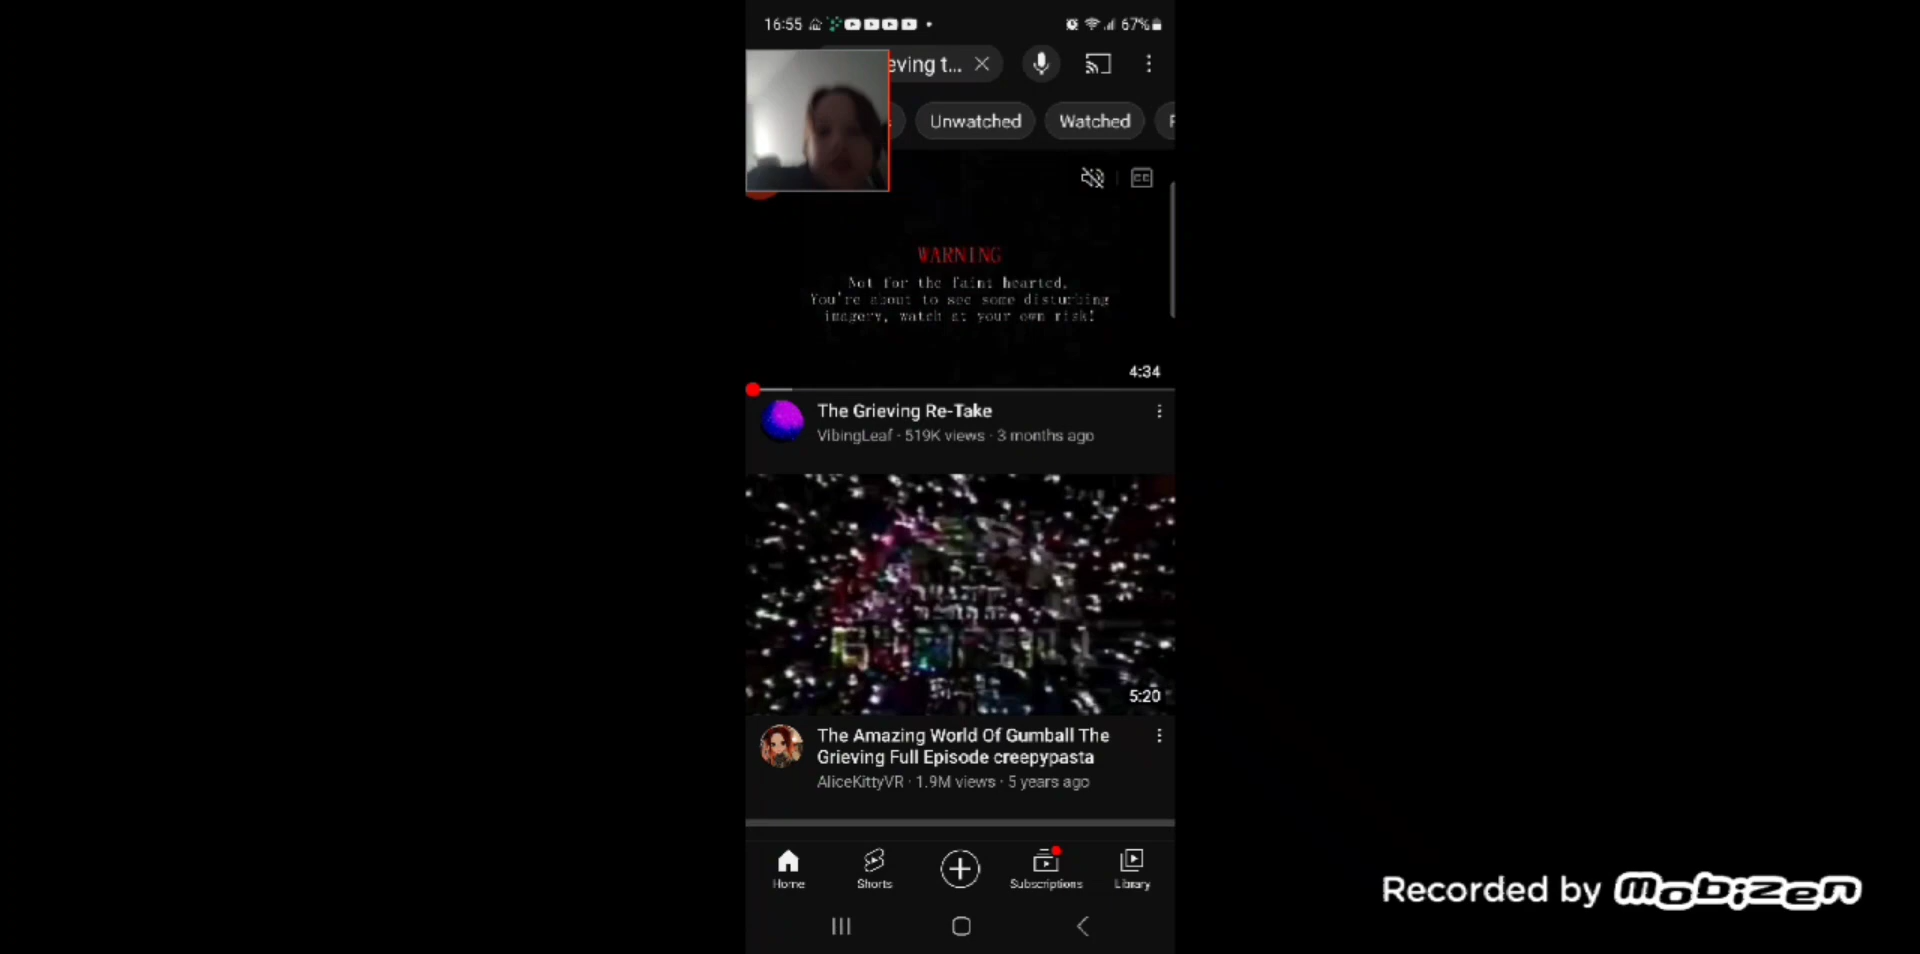 16:55
67%
eving t...
Unwatched
Watched
WARNING
Not for the faint hearted,
You're about to see some disturbing
imagery, watch at your own risk!
4:34
The Grieving Re-Take
VibingLeaf · 519K views · 3 months ago
5:20
The Amazing World Of Gumball The
Grieving Full Episode creepypasta
AliceKittyVR · 1.9M views · 5 years ago
Home
Shorts
Subscriptions
Library
Recorded by mobizen